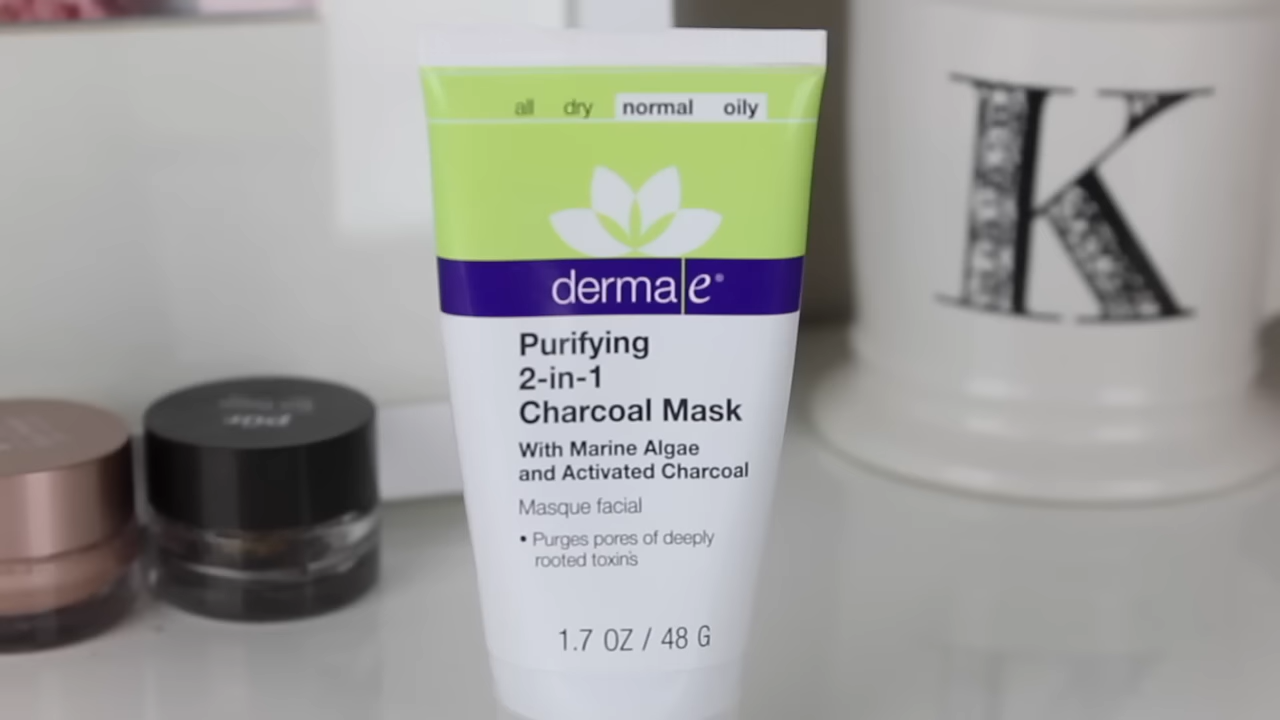 all dry normal oily
derma e®
Purifying
2-in-1
Charcoal Mask
With Marine Algae
and Activated Charcoal
Masque facial
• Purges pores of deeply
rooted toxins
1.7 OZ / 48 G
K
pür